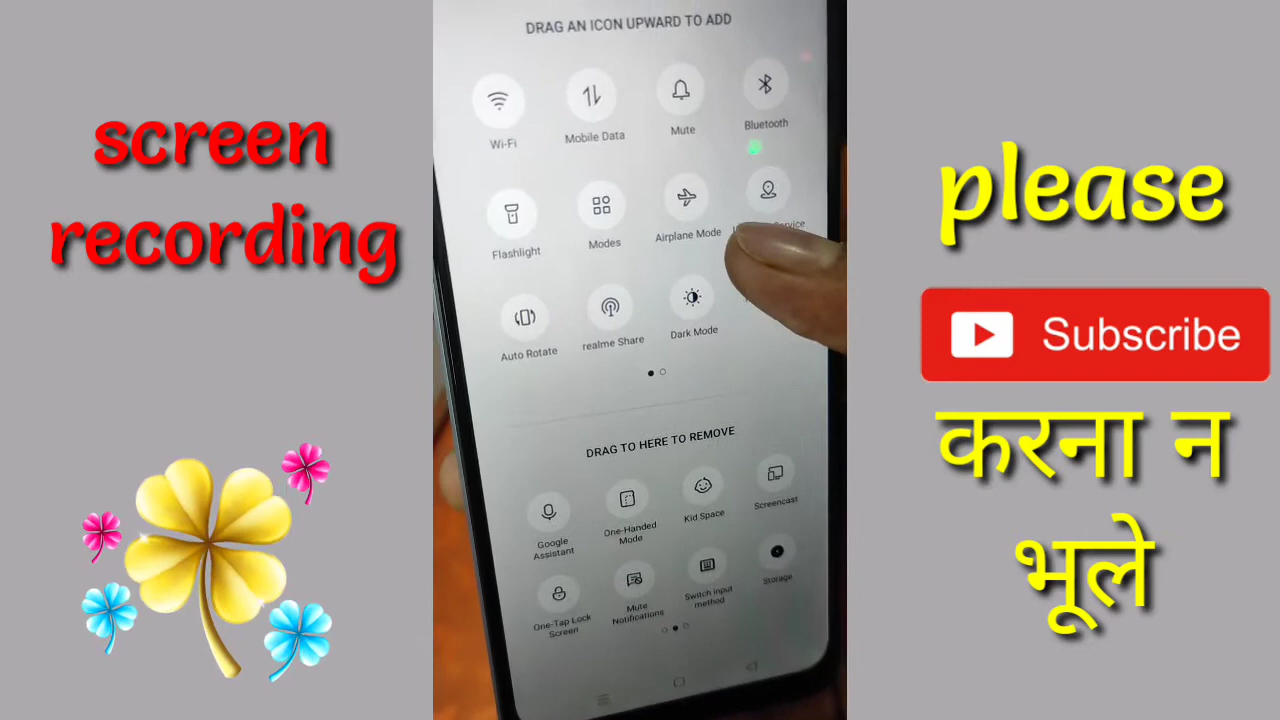 screen
recording
DRAG AN ICON UPWARD TO ADD
Wi-Fi
Mobile Data
Mute
Bluetooth
Flashlight
Modes
Airplane Mode
Service
Auto Rotate
realme Share
Dark Mode
DRAG TO HERE TO REMOVE
Google
Assistant
One-Handed
Mode
Kid Space
Screencast
One-Tap Lock
Screen
Mute
Notifications
Switch input
method
Storage
please
Subscribe
करना न
भूले